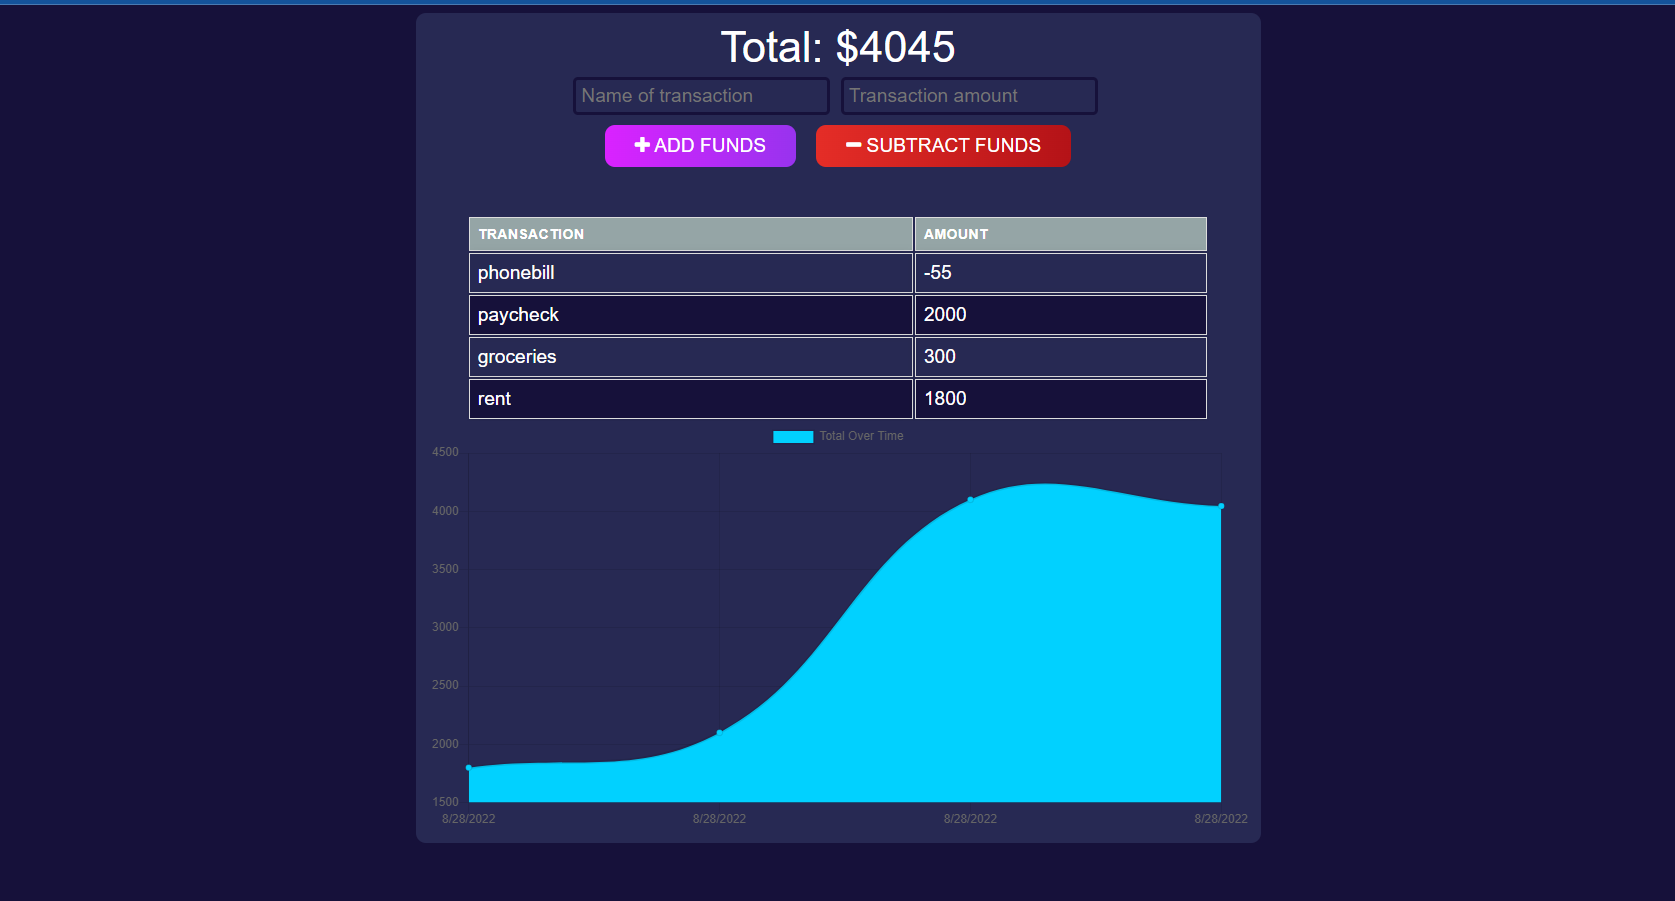 Total: $4045
Name of transaction Transaction amount
ADD FUNDS SUBTRACT FUNDS
TRANSACTION AMOUNT
phonebill -55
paycheck 2000
groceries 300
rent 1800
Total Over Time
4500
4000
3500
3000
2500
2000
1500
8/28/2022 8/28/2022 8/28/2022 8/28/2022